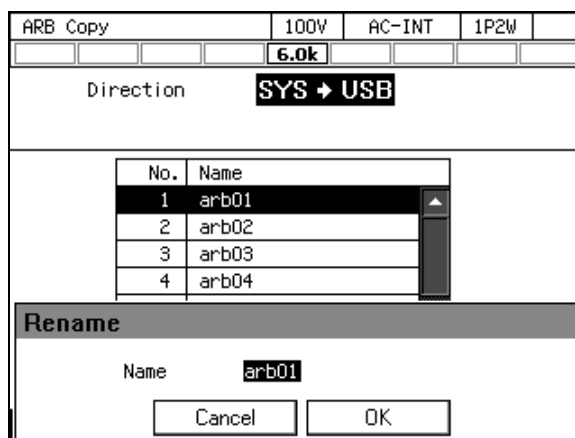 ARB Copy 100V AC-INT 1P2W
6.0k
Direction SYS → USB
No. Name
1 arb01
2 arb02
3 arb03
4 arb04
Rename
Name arb01
Cancel OK